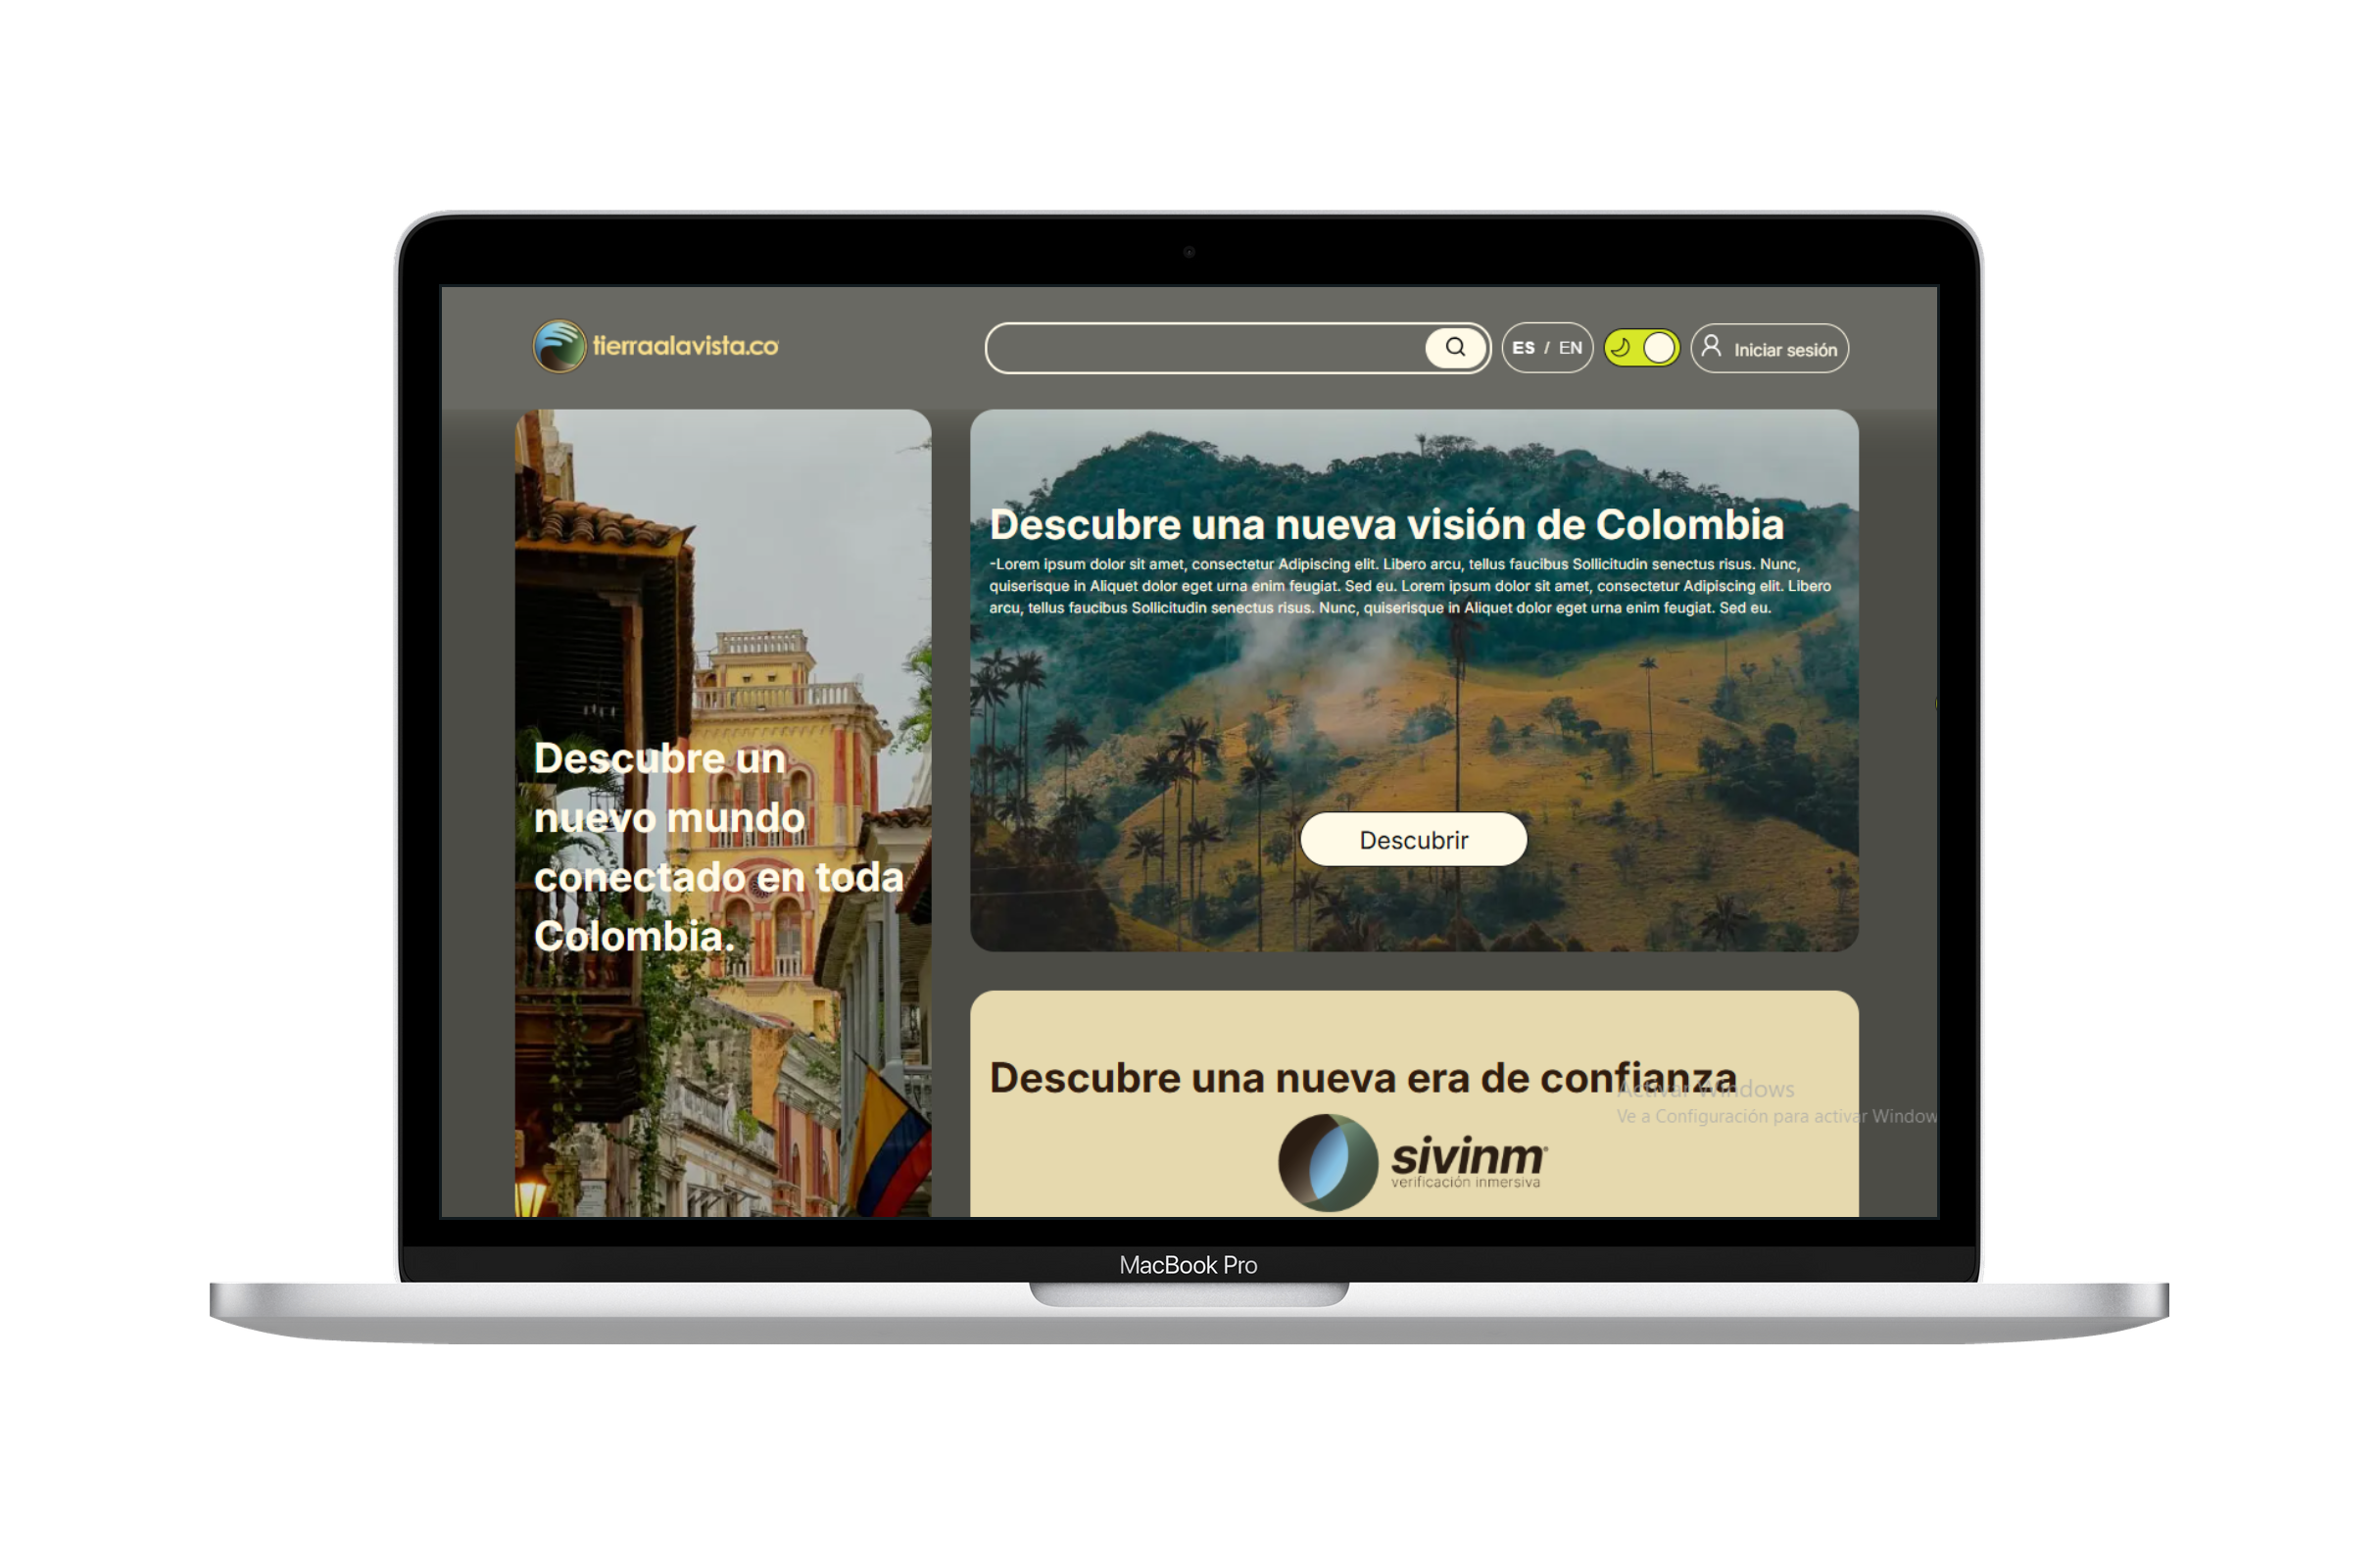 tierraalavista.co
ES / EN
Iniciar sesión
Descubre un
nuevo mundo
conectado en toda
Colombia.
Descubre una nueva visión de Colombia
-Lorem ipsum dolor sit amet, consectetur Adipiscing elit. Libero arcu, tellus faucibus Sollicitudin senectus risus. Nunc,
quiserisque in Aliquet dolor eget urna enim feugiat. Sed eu. Lorem ipsum dolor sit amet, consectetur Adipiscing elit. Libero
arcu, tellus faucibus Sollicitudin senectus risus. Nunc, quiserisque in Aliquet dolor eget urna enim feugiat. Sed eu.
Descubrir
Descubre una nueva era de confianza
Activar Windows
Ve a Configuración para activar Window
sivinm
verificación inmersiva
MacBook Pro